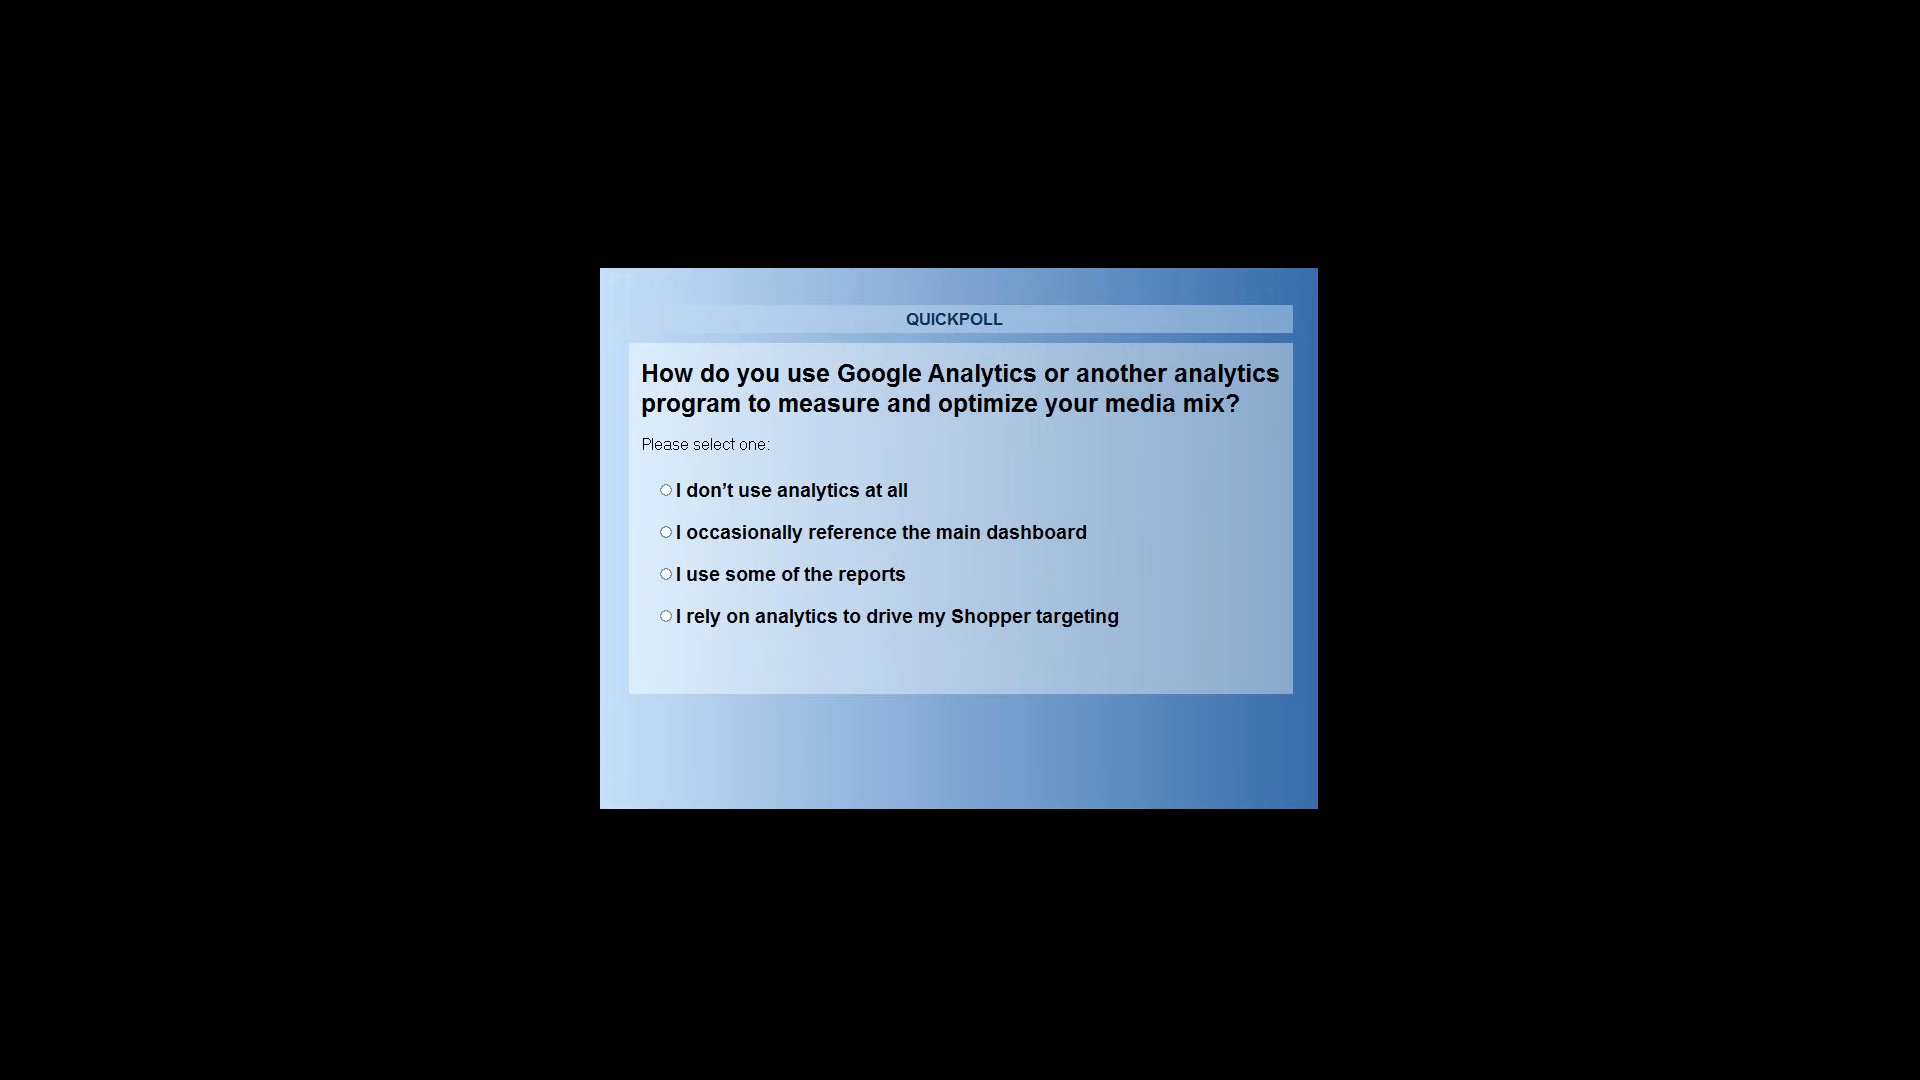 QUICKPOLL
How do you use Google Analytics or another analytics
program to measure and optimize your media mix?
Please select one:
I don’t use analytics at all
I occasionally reference the main dashboard
I use some of the reports
I rely on analytics to drive my Shopper targeting